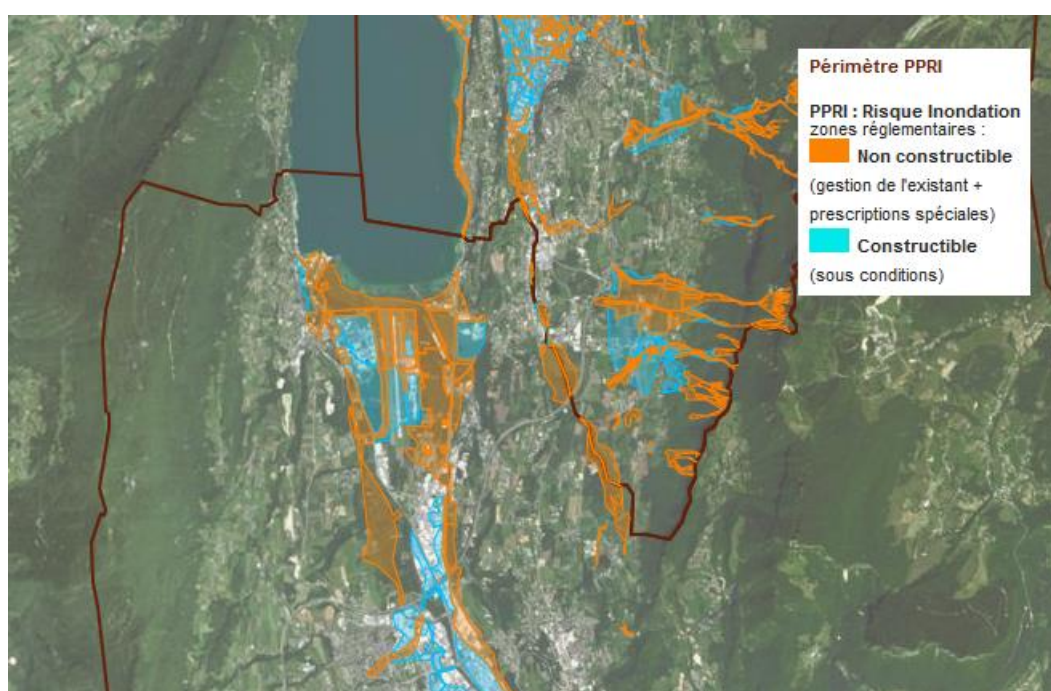 Périmètre PPRI
PPRI : Risque Inondation
zones réglementaires :
Non constructible
(gestion de l'existant +
prescriptions spéciales)
Constructible
(sous conditions)